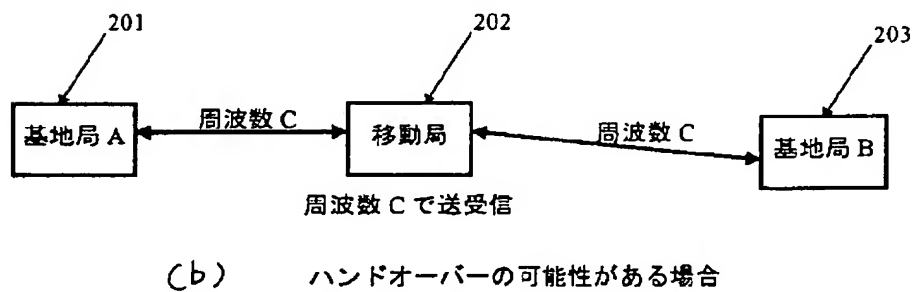 201
202
203
基地局 A
周波数 C
移動局
周波数 C
基地局 B
周波数 C で送受信
(b) ハンドオーバーの可能性がある場合